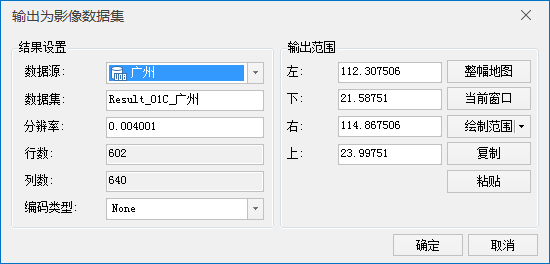 输出为影像数据集
结果设置
数据源: UDB 广州
数据集: Result_01C_广州
分辨率: 0.004001
行数: 602
列数: 640
编码类型: None
输出范围
左: 112.307506 整幅地图
下: 21.58751 当前窗口
右: 114.867506 绘制范围
上: 23.99751 复制
粘贴
确定 取消